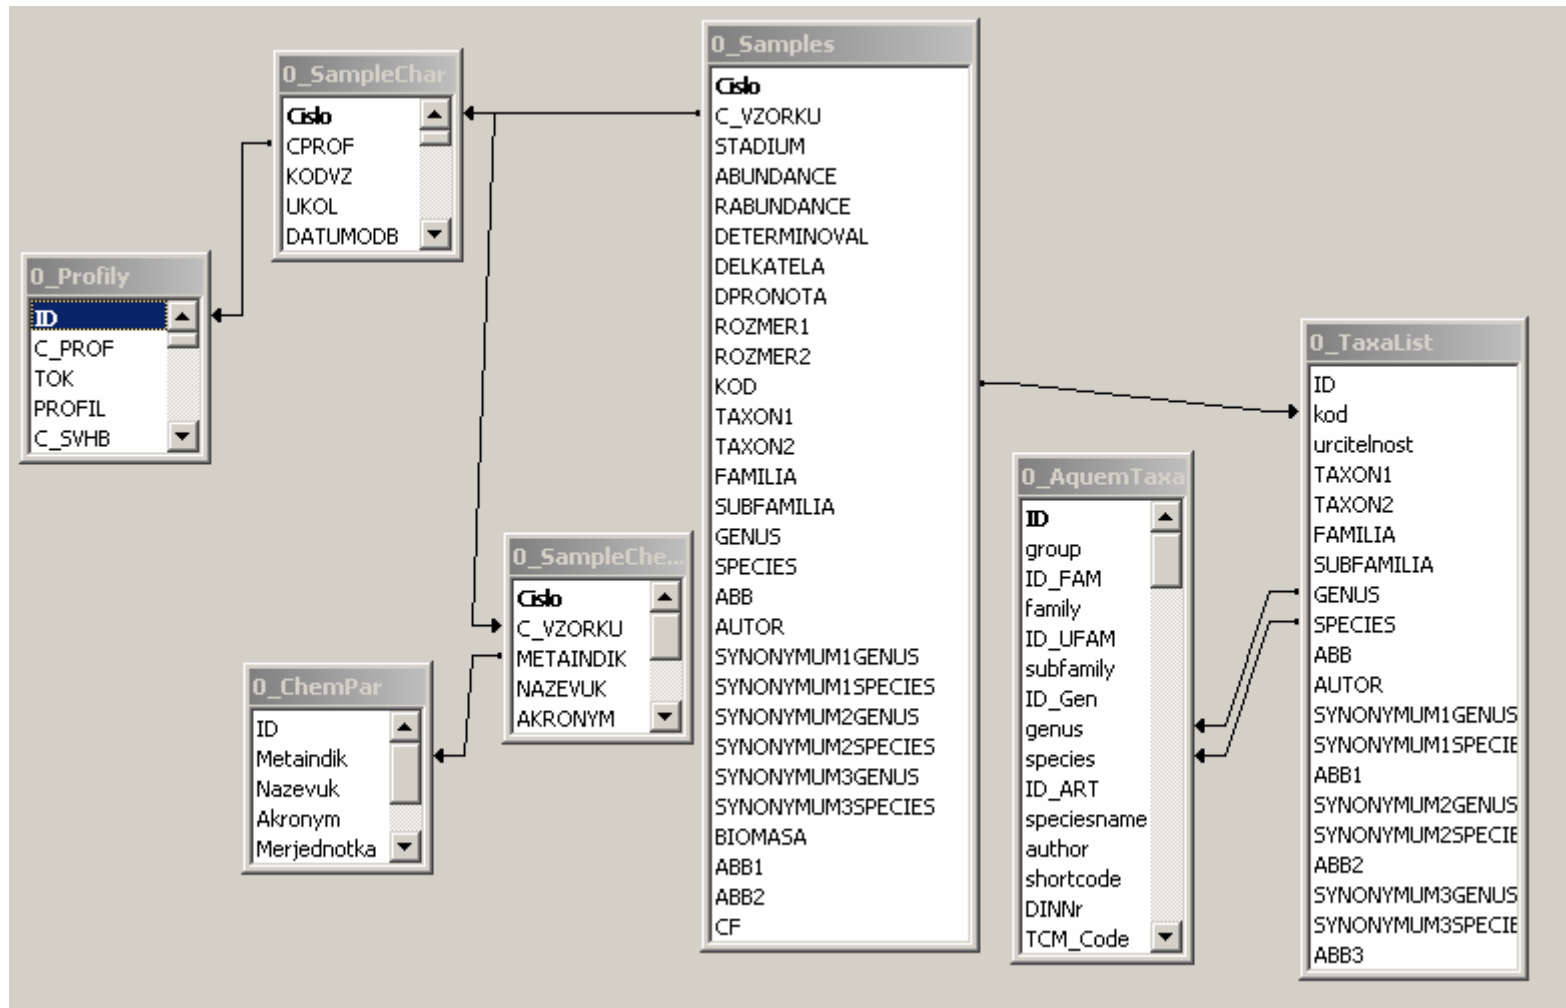 0_SampleChar
Cislo
CPROF
KODVZ
UKOL
DATUMODB
0_Profily
ID
C_PROF
TOK
PROFIL
C_SVHB
0_Samples
Cislo
C_VZORKU
STADIUM
ABUNDANCE
RABUNDANCE
DETERMINOVAL
DELKATELA
DPRONOTA
ROZMER1
ROZMER2
KOD
TAXON1
TAXON2
FAMILIA
SUBFAMILIA
GENUS
SPECIES
ABB
AUTOR
SYNONYMUM1GENUS
SYNONYMUM1SPECIES
SYNONYMUM2GENUS
SYNONYMUM2SPECIES
SYNONYMUM3GENUS
SYNONYMUM3SPECIES
BIOMASA
ABB1
ABB2
CF
0_SampleChe...
Cislo
C_VZORKU
METAINDIK
NAZEVUK
AKRONYM
0_ChemPar
ID
Metaindik
Nazevuk
Akronym
Merjednotka
0_AquemTaxa
ID
group
ID_FAM
family
ID_UFAM
subfamily
ID_Gen
genus
species
ID_ART
speciesname
author
shortcode
DINNr
TCM_Code
0_TaxaList
ID
kod
urcitelnost
TAXON1
TAXON2
FAMILIA
SUBFAMILIA
GENUS
SPECIES
ABB
AUTOR
SYNONYMUM1GENUS
SYNONYMUM1SPECIE
ABB1
SYNONYMUM2GENUS
SYNONYMUM2SPECIE
ABB2
SYNONYMUM3GENUS
SYNONYMUM3SPECIE
ABB3